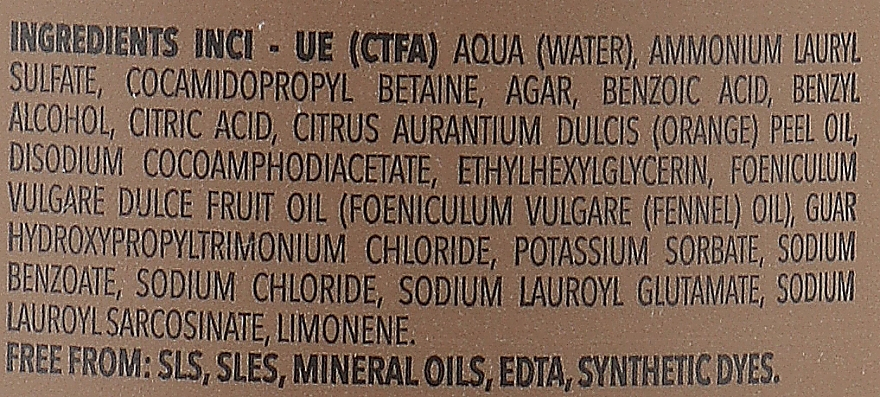 INGREDIENTS INCI - UE (CTFA) AQUA (WATER), AMMONIUM LAURYL
SULFATE, COCAMIDOPROPYL BETAINE, AGAR, BENZOIC ACID, BENZYL
ALCOHOL, CITRIC ACID, CITRUS AURANTIUM DULCIS (ORANGE) PEEL OIL,
DISODIUM COCOAMPHODIACETATE, ETHYLHEXYLGLYCERIN, FOENICULUM
VULGARE DULCE FRUIT OIL (FOENICULUM VULGARE (FENNEL) OIL), GUAR
HYDROXYPROPYLTRIMONIUM CHLORIDE, POTASSIUM SORBATE, SODIUM
BENZOATE, SODIUM CHLORIDE, SODIUM LAUROYL GLUTAMATE, SODIUM
LAUROYL SARCOSINATE, LIMONENE.
FREE FROM: SLS, SLES, MINERAL OILS, EDTA, SYNTHETIC DYES.